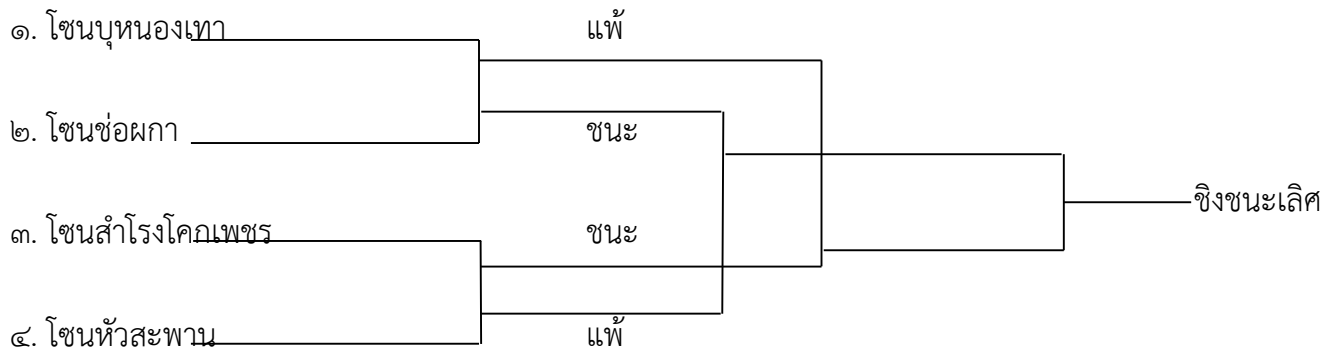 ๑. โซนบุหนองเทา แพ้
๒. โซนช่อผกา ชนะ
ชิงชนะเลิศ
๓. โซนสำโรงโคกเพชร ชนะ
๔. โซนหัวสะพาน แพ้